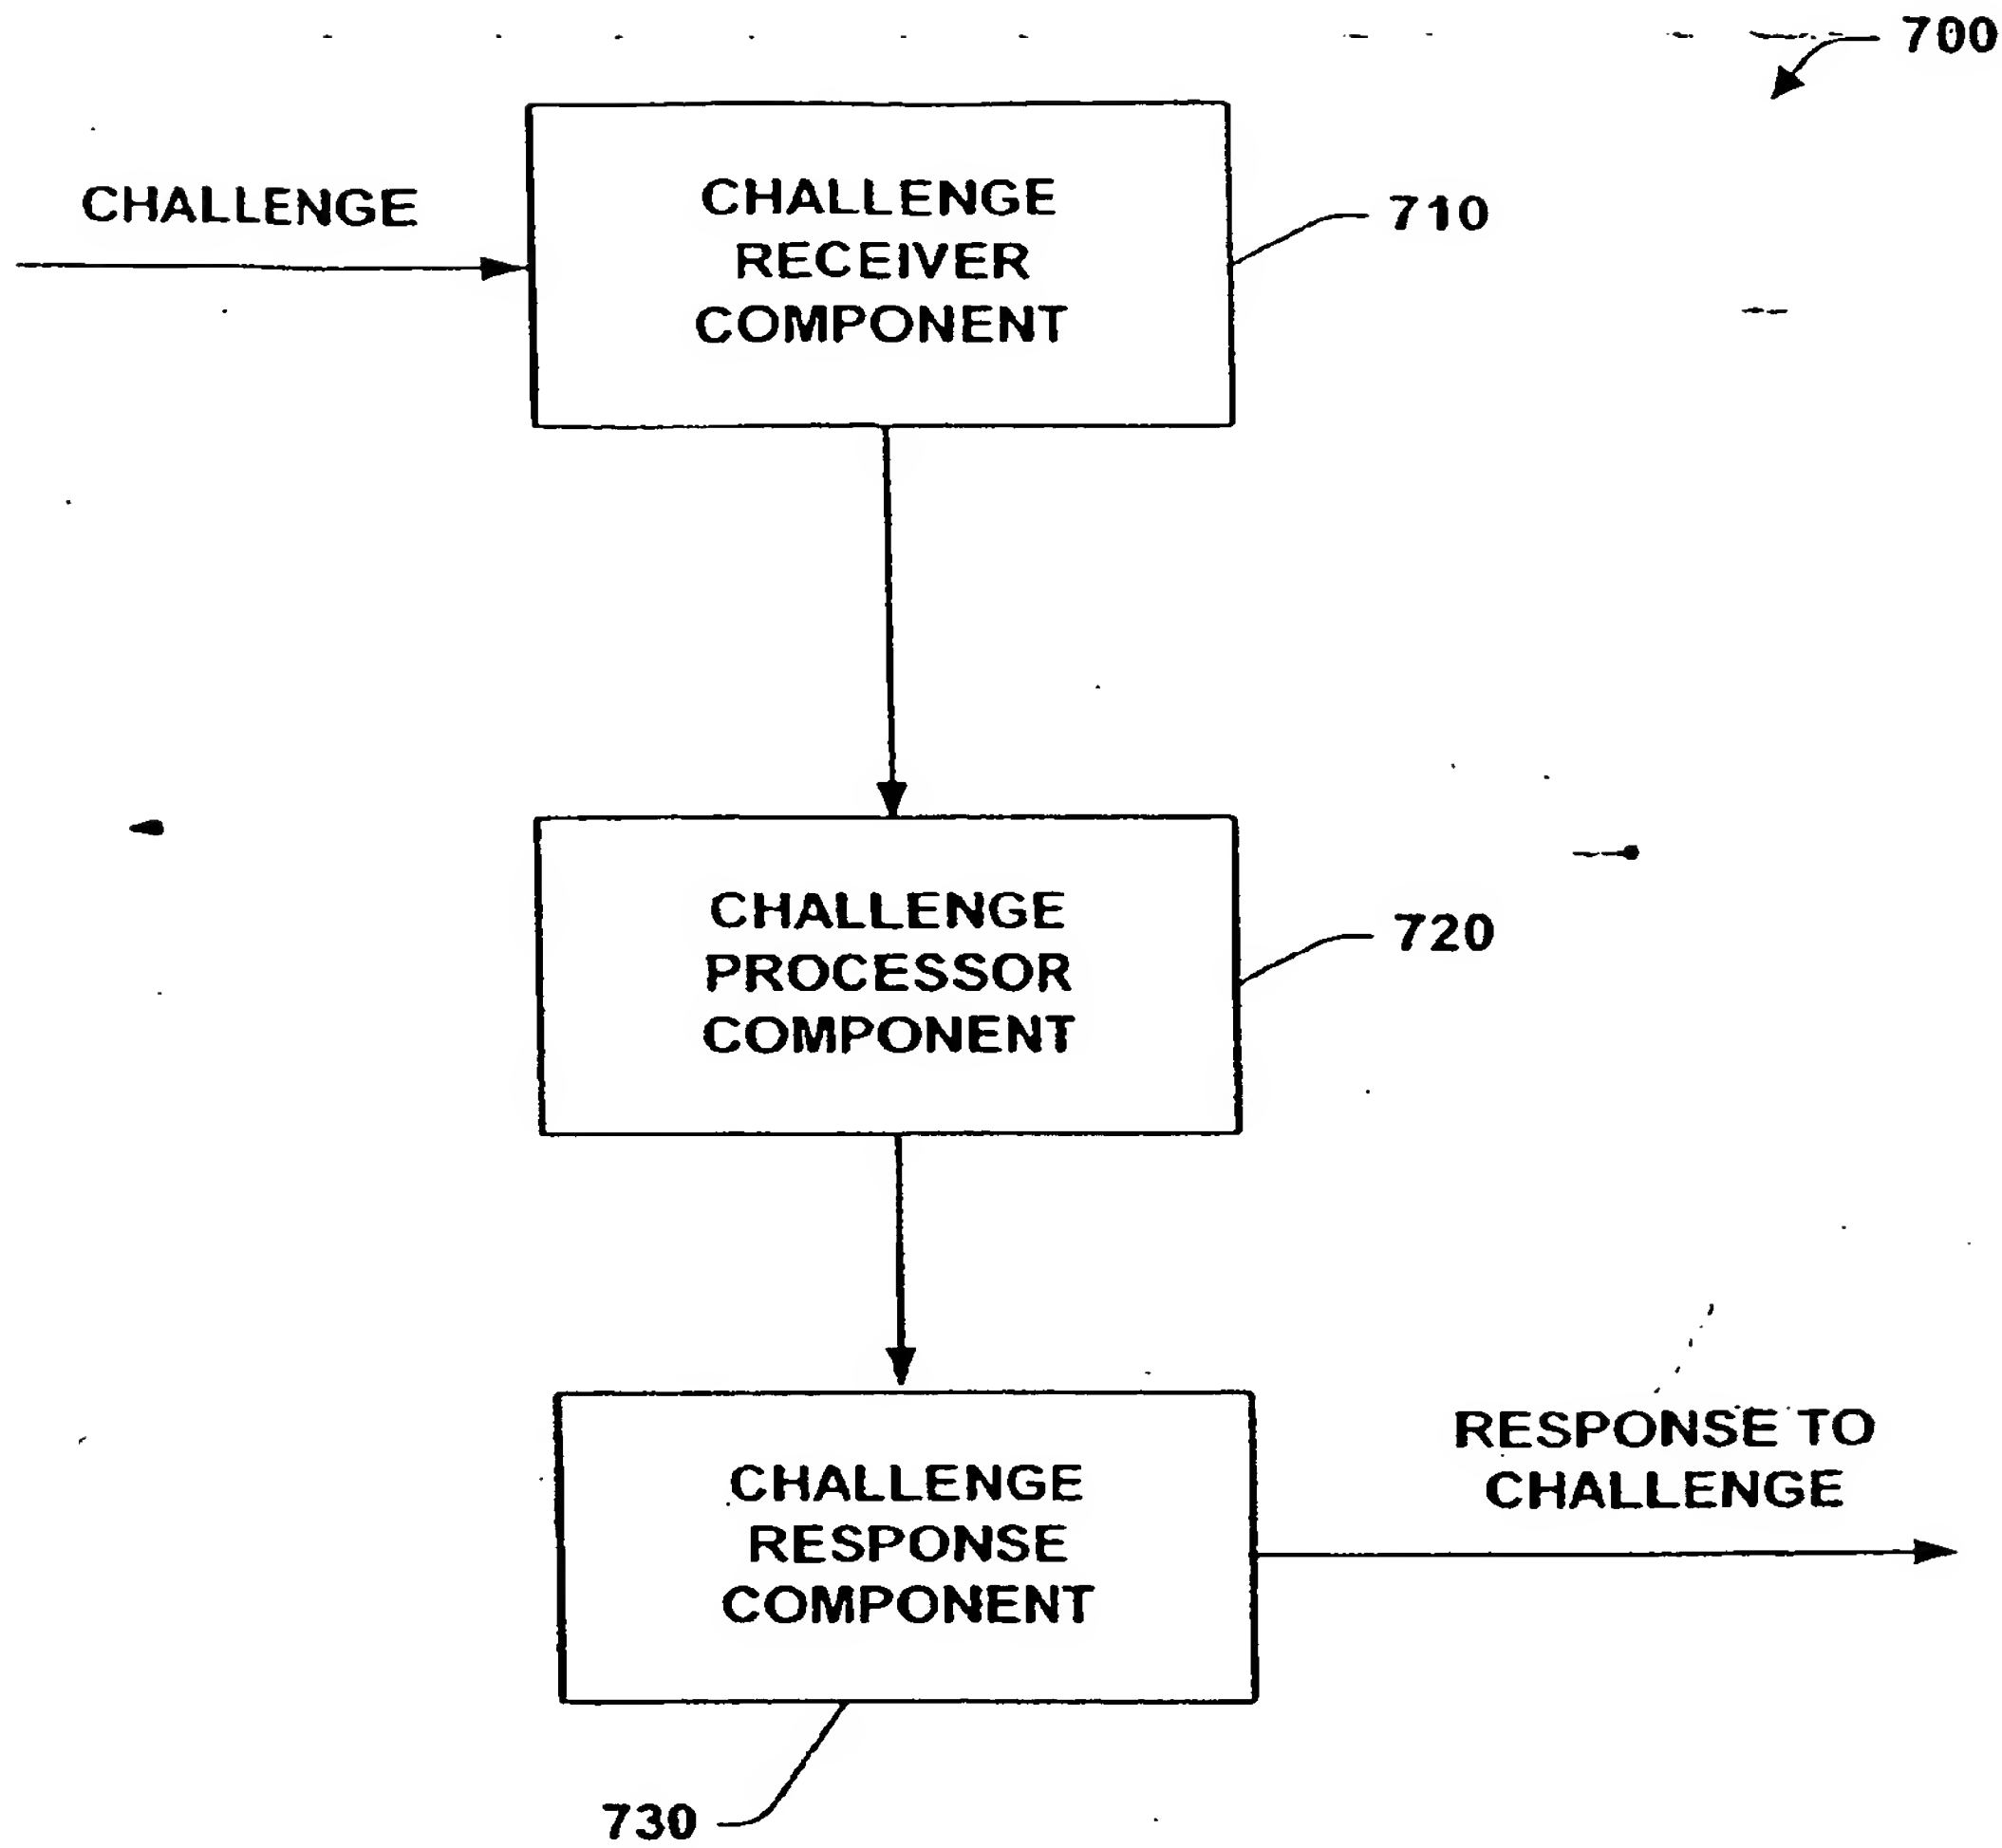 700
CHALLENGE
CHALLENGE
RECEIVER
COMPONENT
710
CHALLENGE
PROCESSOR
COMPONENT
720
CHALLENGE
RESPONSE
COMPONENT
RESPONSE TO
CHALLENGE
730